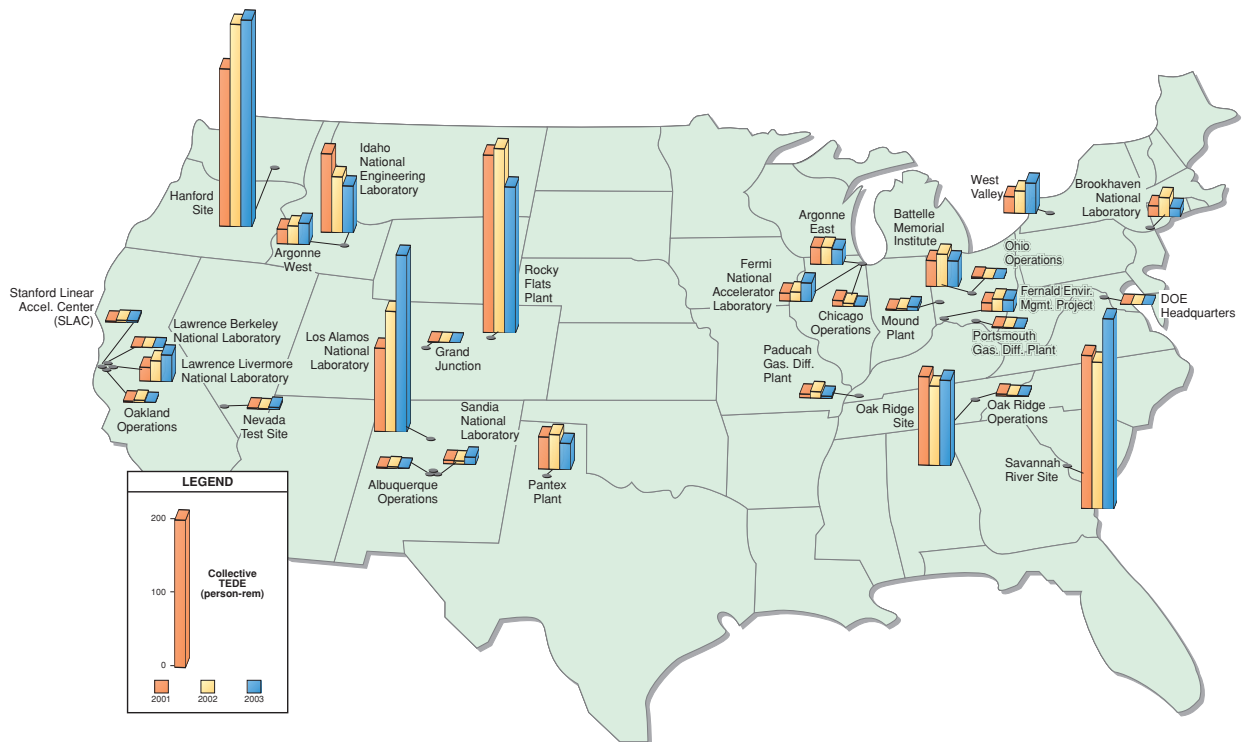 Hanford
Site
Idaho
National
Engineering
Laboratory
Argonne
West
Rocky
Flats
Plant
Stanford Linear
Accel. Center
(SLAC)
Lawrence Berkeley
National Laboratory
Lawrence Livermore
National Laboratory
Oakland
Operations
Nevada
Test Site
Los Alamos
National
Laboratory
Grand
Junction
Sandia
National
Laboratory
Albuquerque
Operations
Pantex
Plant
Argonne
East
Fermi
National
Accelerator
Laboratory
Chicago
Operations
Battelle
Memorial
Institute
Mound
Plant
West
Valley
Brookhaven
National
Laboratory
Ohio
Operations
Fernald Envir.
Mgmt. Project
Portsmouth
Gas. Diff. Plant
DOE
Headquarters
Paducah
Gas. Diff.
Plant
Oak Ridge
Site
Oak Ridge
Operations
Savannah
River Site
LEGEND
200
100
0
Collective
TEDE
(person-rem)
2001
2002
2003